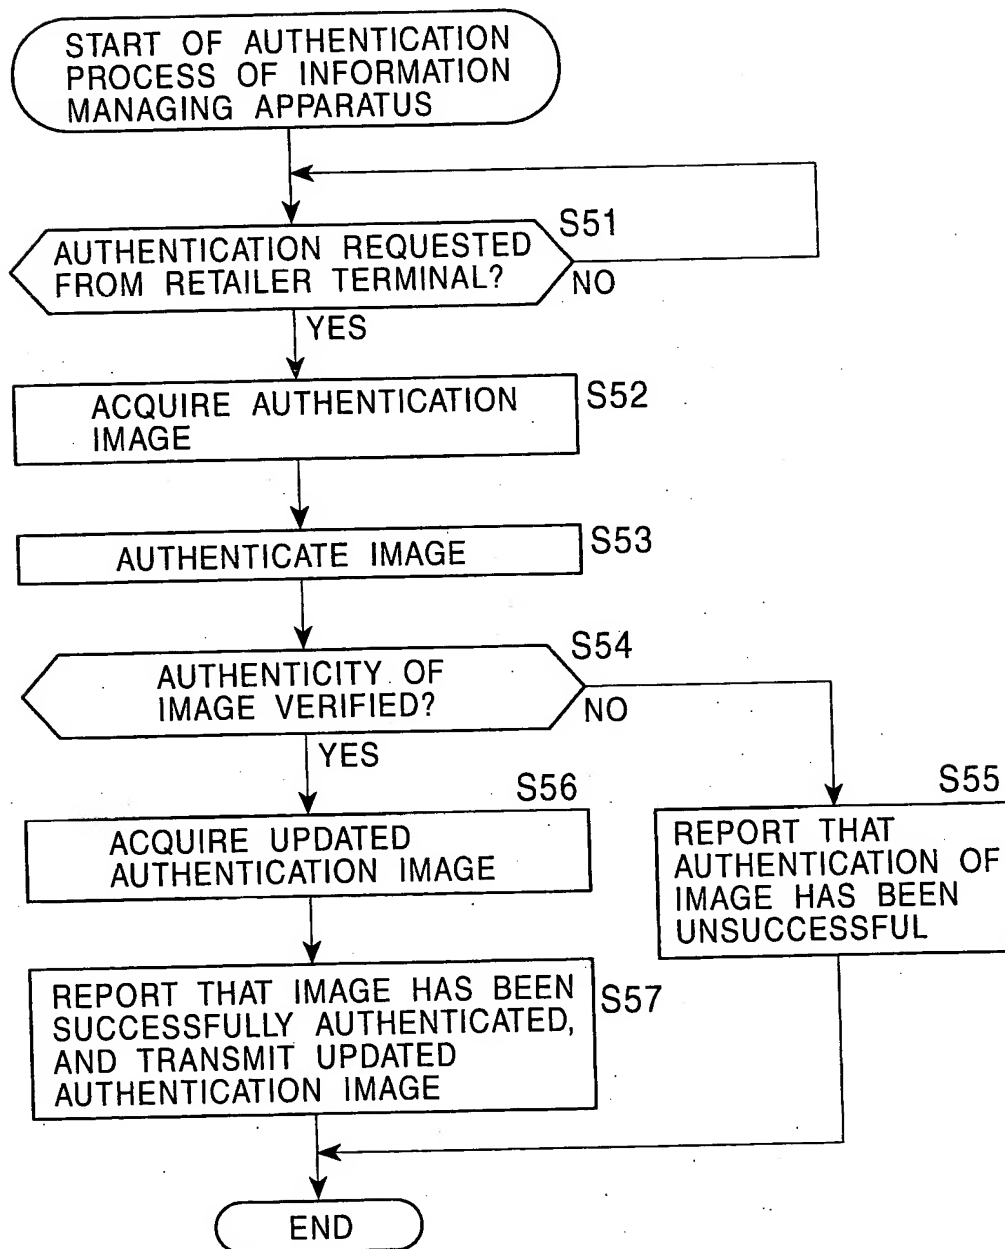 START OF AUTHENTICATION
PROCESS OF INFORMATION
MANAGING APPARATUS
S51
AUTHENTICATION REQUESTED
FROM RETAILER TERMINAL?
NO
YES
ACQUIRE AUTHENTICATION
IMAGE
S52
AUTHENTICATE IMAGE
S53
S54
AUTHENTICITY OF
IMAGE VERIFIED?
NO
YES
S56
ACQUIRE UPDATED
AUTHENTICATION IMAGE
S55
REPORT THAT
AUTHENTICATION OF
IMAGE HAS BEEN
UNSUCCESSFUL
REPORT THAT IMAGE HAS BEEN
SUCCESSFULLY AUTHENTICATED,
AND TRANSMIT UPDATED
AUTHENTICATION IMAGE
S57
END